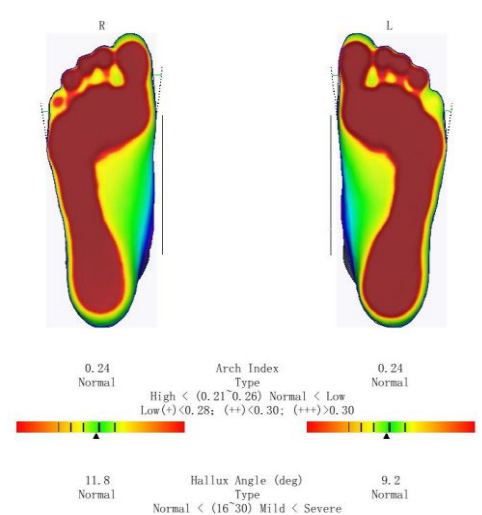 R L
0.24 Arch Index 0.24
Normal Type Normal
High < (0.21~0.26) Normal < Low
Low(+)<0.28; (++)<0.30; (+++)>0.30
11.8 Hallux Angle (deg) 9.2
Normal Type Normal
Normal < (16~30) Mild < Severe